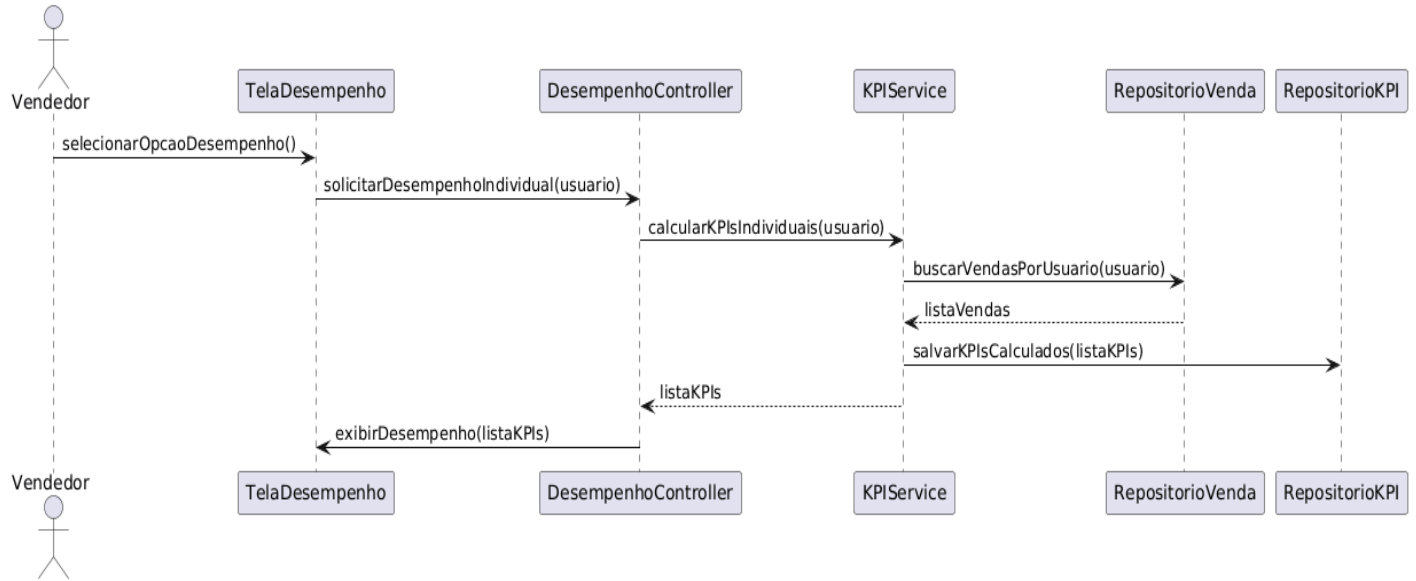 Vendedor
TelaDesempenho
DesempenhoController
KPIService
RepositorioVenda
RepositorioKPI
selecionarOpcaoDesempenho()
solicitarDesempenhoIndividual(usuario)
calcularKPIsIndividuais(usuario)
buscarVendasPorUsuario(usuario)
listaVendas
salvarKPIsCalculados(listaKPIs)
listaKPIs
exibirDesempenho(listaKPIs)
Vendedor
TelaDesempenho
DesempenhoController
KPIService
RepositorioVenda
RepositorioKPI